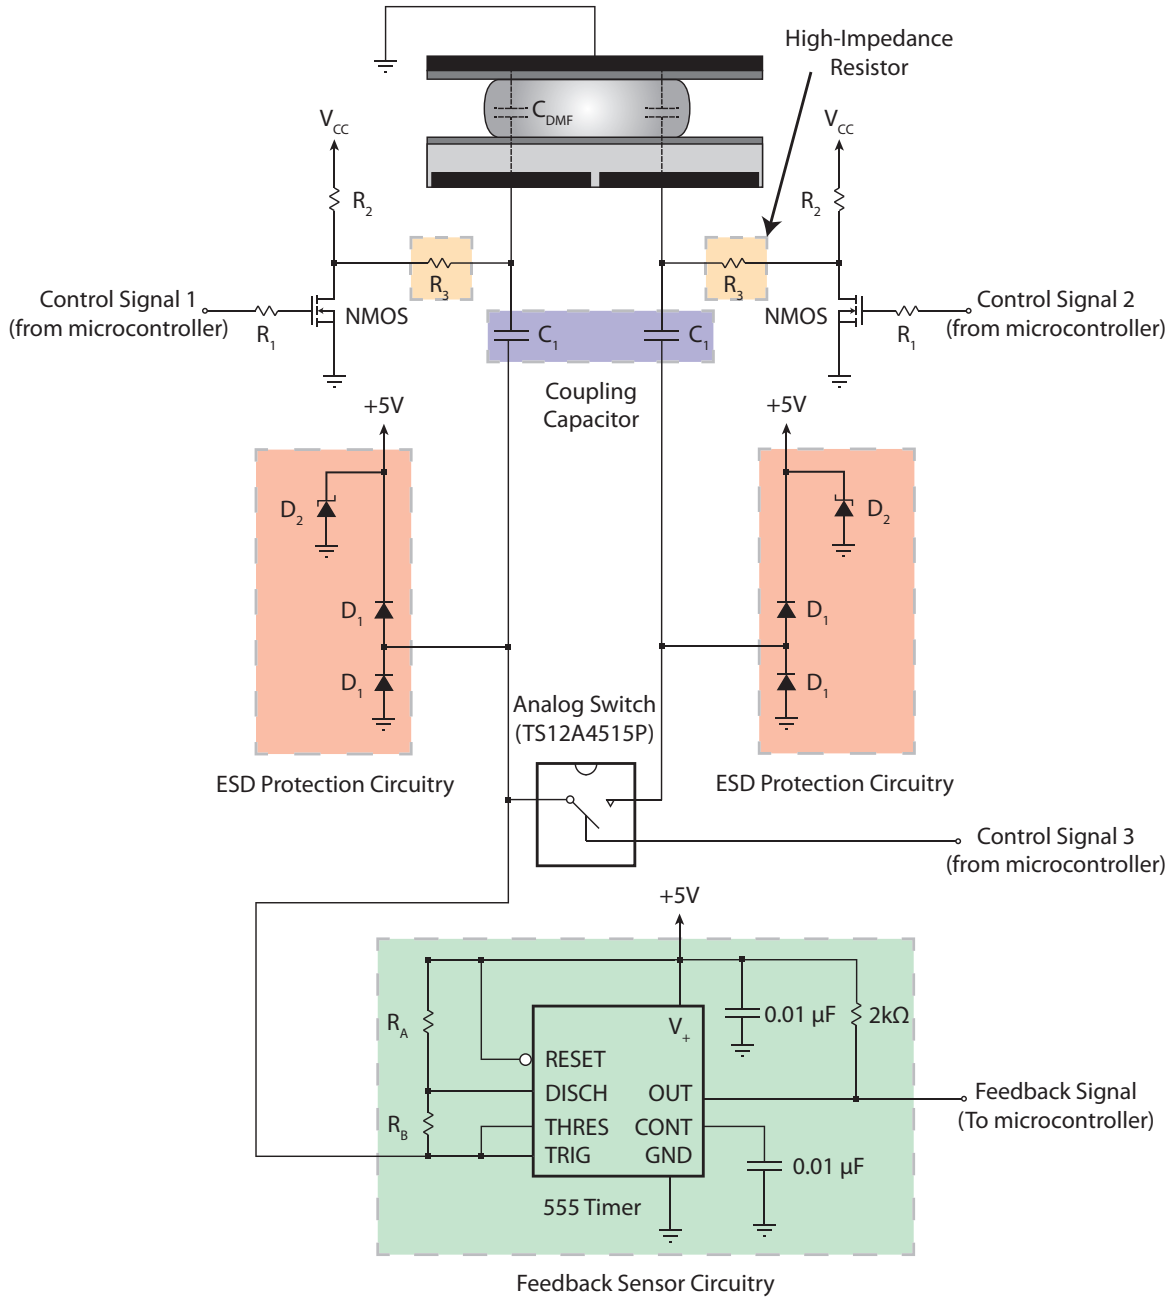 High-Impedance
Resistor
C_DMF
V_CC
V_CC
R_2
R_2
R_3
R_3
Control Signal 1
(from microcontroller)
R_1
NMOS
NMOS
R_1
Control Signal 2
(from microcontroller)
C_1
C_1
Coupling
Capacitor
+5V
+5V
D_2
D_2
D_1
D_1
D_1
D_1
ESD Protection Circuitry
ESD Protection Circuitry
Analog Switch
(TS12A4515P)
Control Signal 3
(from microcontroller)
+5V
R_A
V_+
0.01 µF
2kΩ
RESET
DISCH
OUT
R_B
THRES
CONT
TRIG
GND
0.01 µF
Feedback Signal
(To microcontroller)
555 Timer
Feedback Sensor Circuitry